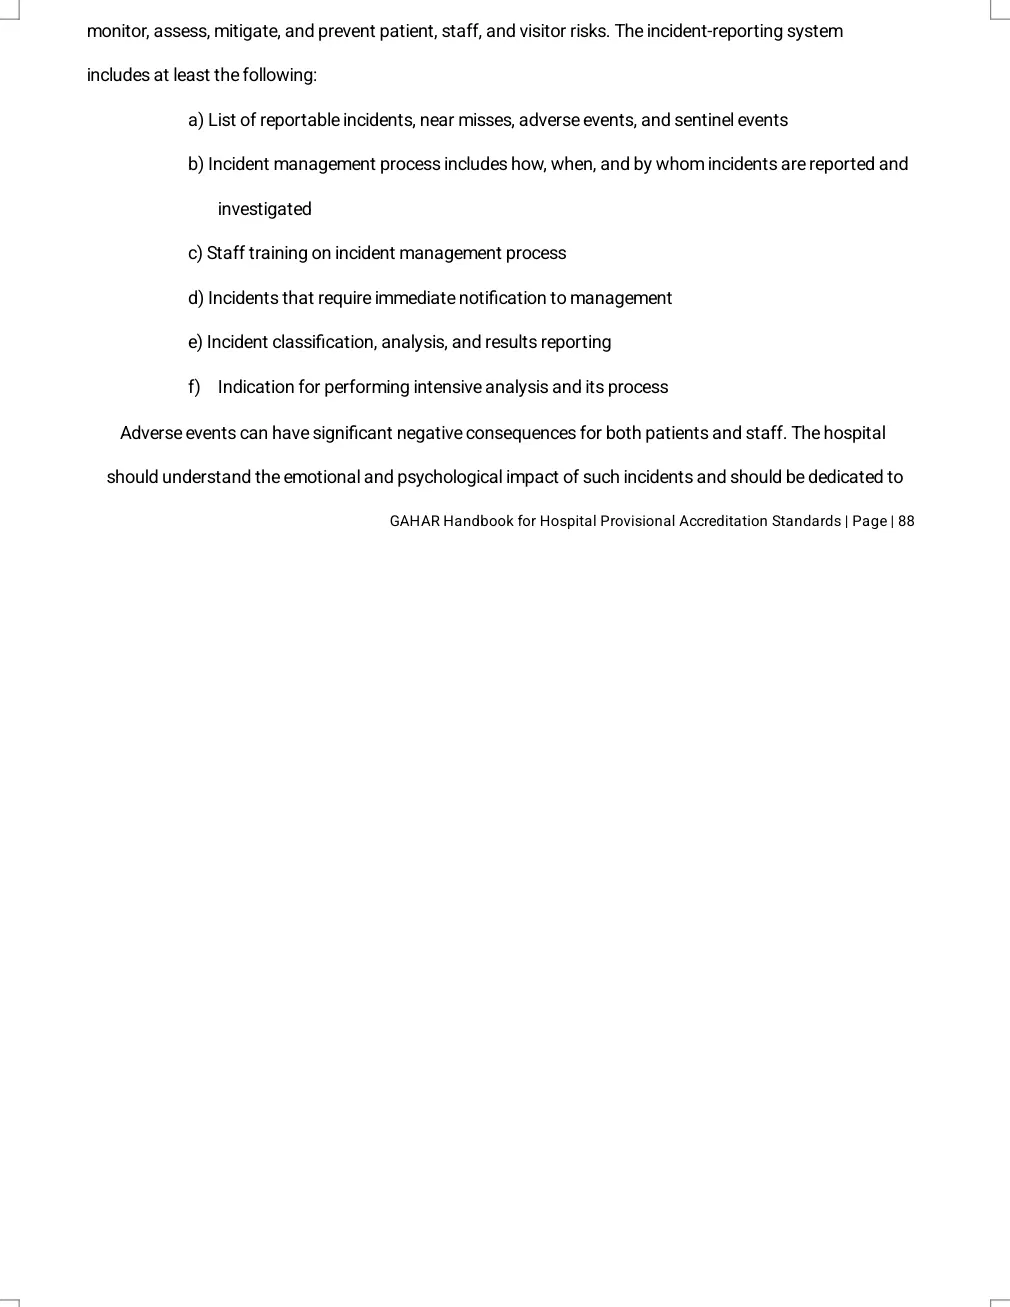 monitor, assess, mitigate, and prevent patient, staff, and visitor risks. The incident-reporting system
includes at least the following:
a) List of reportable incidents, near misses, adverse events, and sentinel events
b) Incident management process includes how, when, and by whom incidents are reported and
investigated
c) Staff training on incident management process
d) Incidents that require immediate notification to management
e) Incident classification, analysis, and results reporting
f) Indication for performing intensive analysis and its process
Adverse events can have significant negative consequences for both patients and staff. The hospital
should understand the emotional and psychological impact of such incidents and should be dedicated to
GAHAR Handbook for Hospital Provisional Accreditation Standards | Page | 88